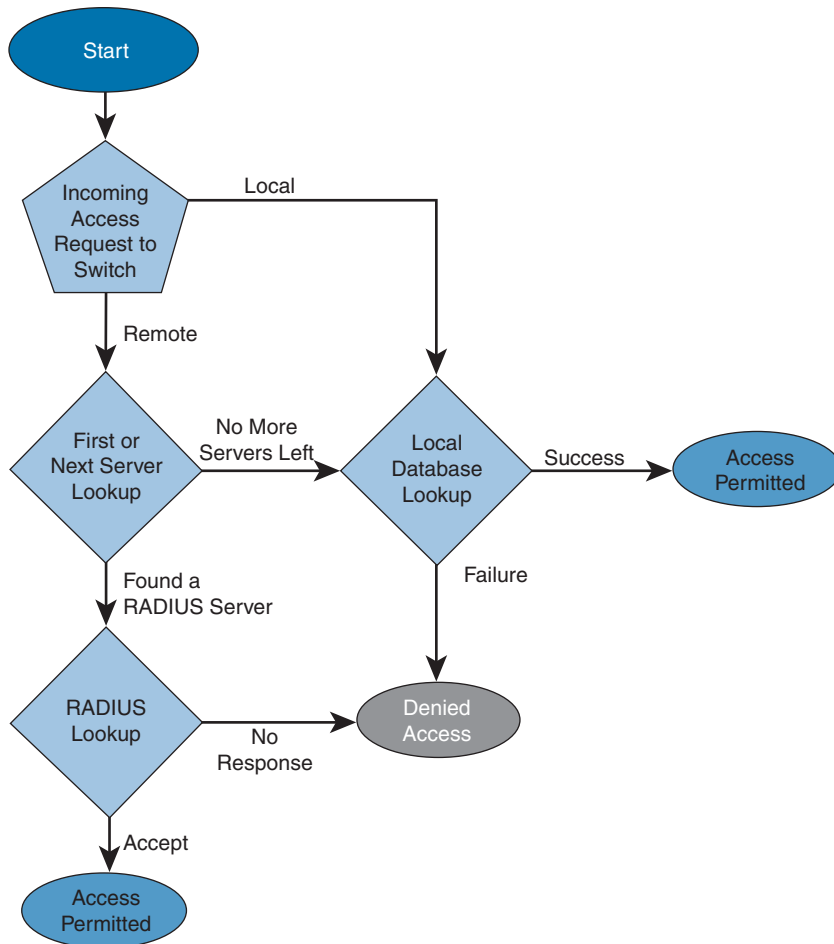 Start
Incoming
Access
Request to
Switch
Local
Remote
First or
Next Server
Lookup
No More
Servers Left
Local
Database
Lookup
Success
Access
Permitted
Found a
RADIUS Server
Failure
RADIUS
Lookup
No
Response
Denied
Access
Accept
Access
Permitted